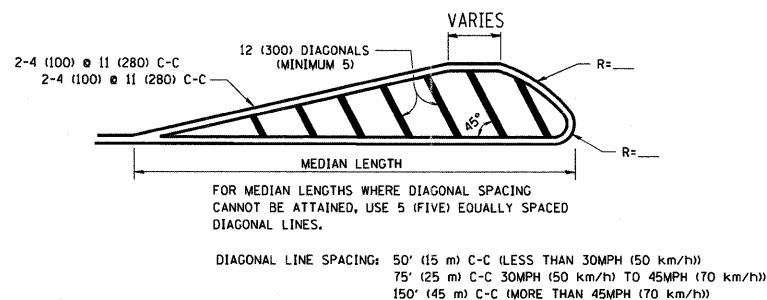 VARIES
12 (300) DIAGONALS
(MINIMUM 5)
2-4 (100) @ 11 (280) C-C
2-4 (100) @ 11 (280) C-C
R=___
45°
R=___
MEDIAN LENGTH
FOR MEDIAN LENGTHS WHERE DIAGONAL SPACING
CANNOT BE ATTAINED, USE 5 (FIVE) EQUALLY SPACED
DIAGONAL LINES.
DIAGONAL LINE SPACING: 50' (15 m) C-C (LESS THAN 30MPH (50 km/h))
75' (25 m) C-C 30MPH (50 km/h) TO 45MPH (70 km/h))
150' (45 m) C-C (MORE THAN 45MPH (70 km/h))